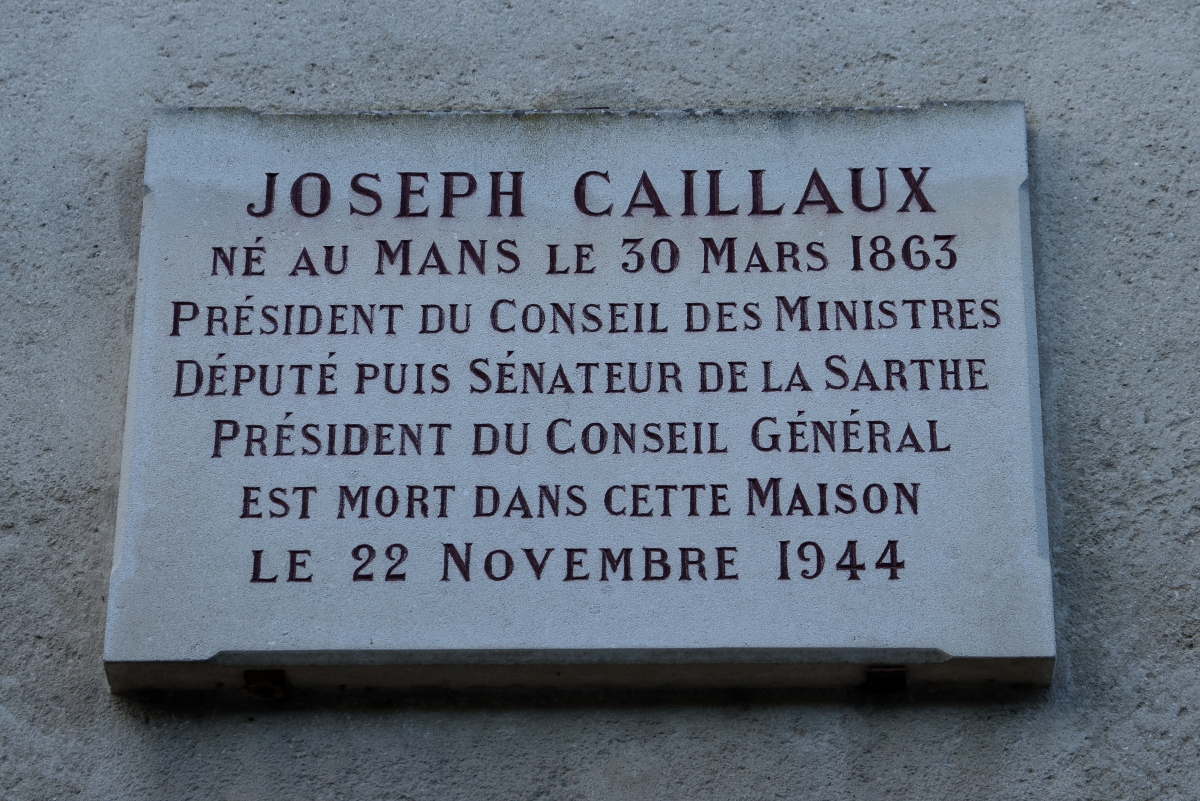 JOSEPH CAILLAUX
NÉ AU MANS LE 30 MARS 1863
PRÉSIDENT DU CONSEIL DES MINISTRES
DÉPUTÉ PUIS SÉNATEUR DE LA SARTHE
PRÉSIDENT DU CONSEIL GÉNÉRAL
EST MORT DANS CETTE MAISON
LE 22 NOVEMBRE 1944